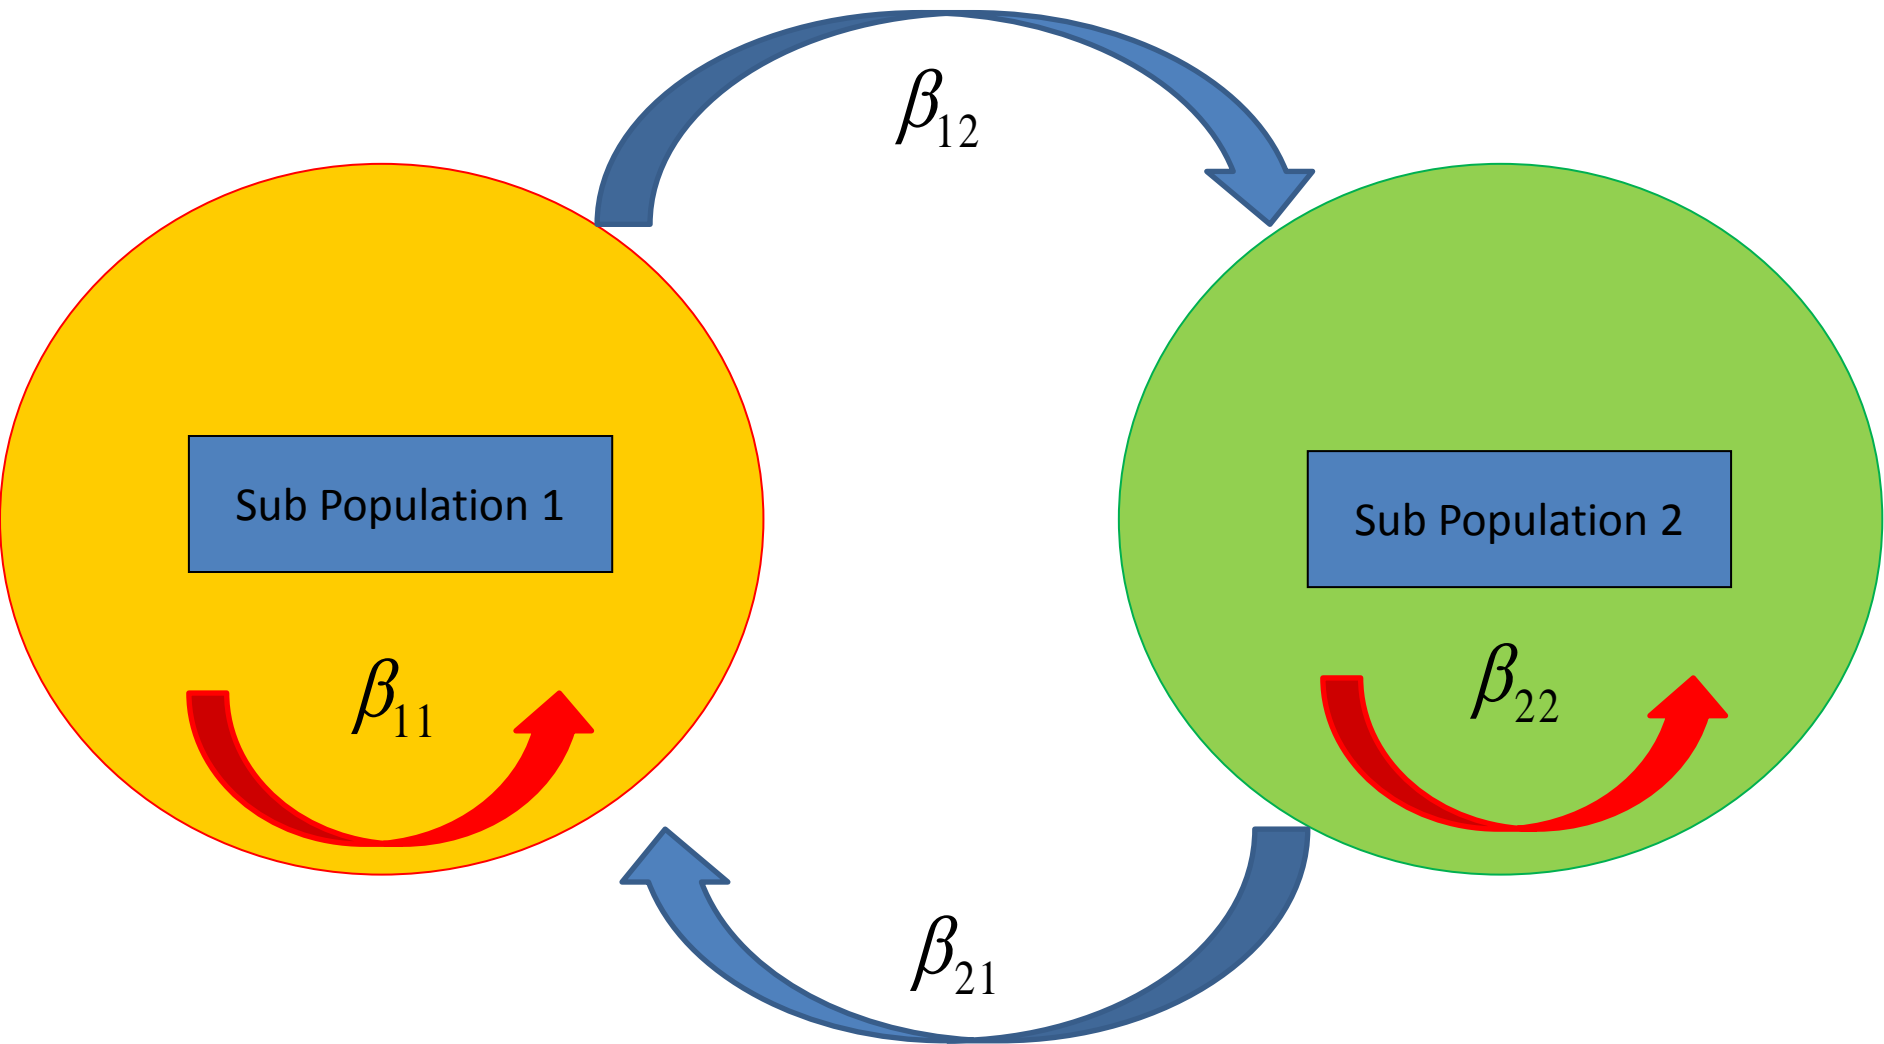 β₁₂
Sub Population 1
Sub Population 2
β₁₁
β₂₂
β₂₁